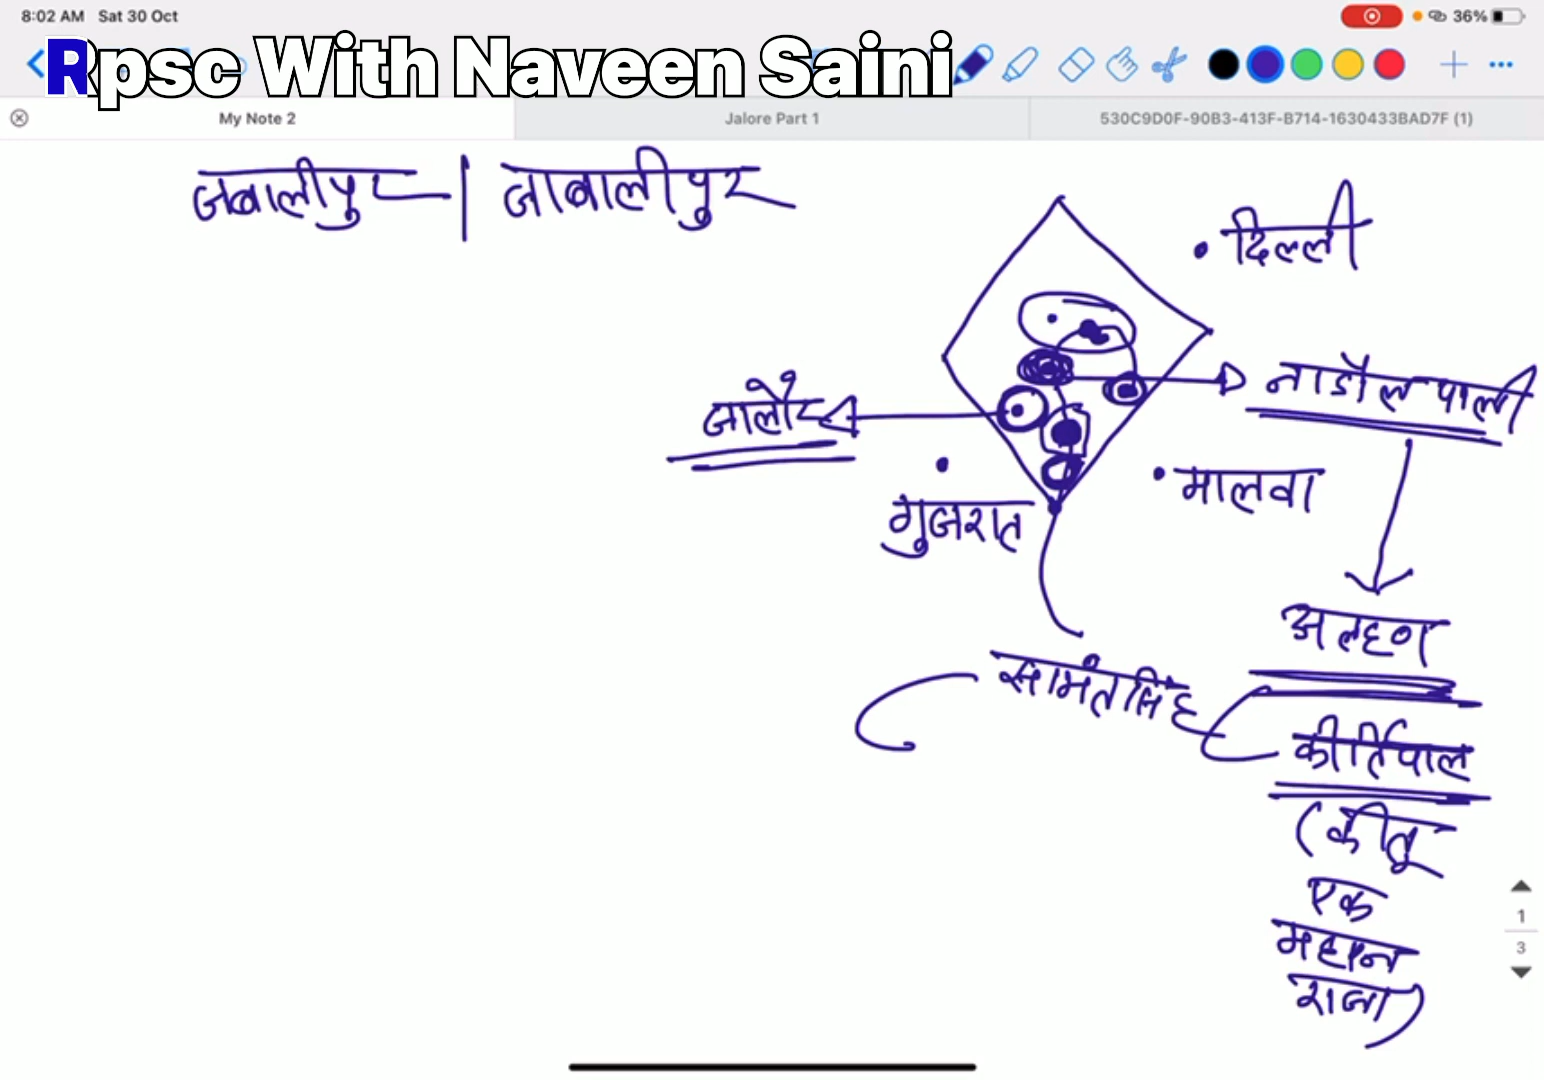 8:02 AM Sat 30 Oct
36%
Rpsc With Naveen Saini
My Note 2
Jalore Part 1
530C9D0F-90B3-413F-B714-1630433BAD7F (1)
जबालीपुर | जाबालीपुर
दिल्ली
नाडौल पाली
जालौर
मालवा
गुजरात
अल्हण
सामंतसिंह
कीर्तिपाल
(कीतू
एक
महान
राजा)
1
3